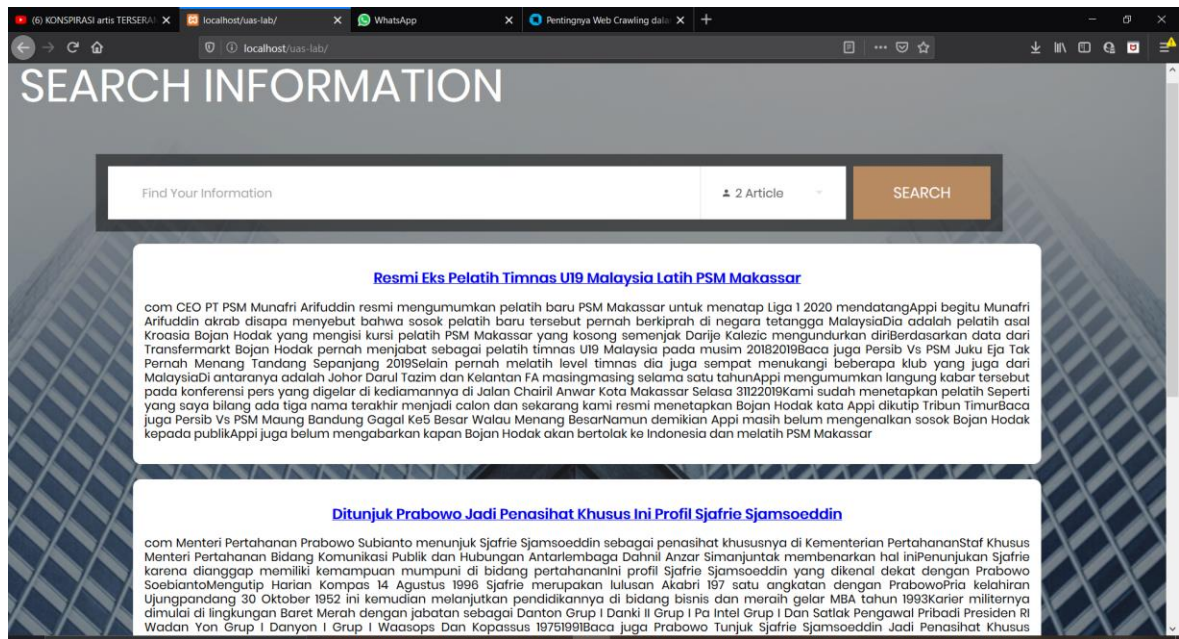 (6) KONSPIRASI artis TERSERA
localhost/uas-lab/
WhatsApp
Pentingnya Web Crawling dala
localhost/uas-lab/
SEARCH INFORMATION
Find Your Information
2 Article
SEARCH
Resmi Eks Pelatih Timnas U19 Malaysia Latih PSM Makassar
com CEO PT PSM Munafri Arifuddin resmi mengumumkan pelatih baru PSM Makassar untuk menatap Liga 1 2020 mendatangAppi begitu Munafri
Arifuddin akrab disapa menyebut bahwa sosok pelatih baru tersebut pernah berkiprah di negara tetangga MalaysiaDia adalah pelatih asal
Kroasia Bojan Hodak yang mengisi kursi pelatih PSM Makassar yang kosong semenjak Darije Kalezic mengundurkan diriBerdasarkan data dari
Transfermarkt Bojan Hodak pernah menjabat sebagai pelatih timnas U19 Malaysia pada musim 20182019Baca juga Persib Vs PSM Juku Eja Tak
Pernah Menang Tandang Sepanjang 2019Selain pernah melatih level timnas dia juga sempat menukangi beberapa klub yang juga dari
MalaysiaDi antaranya adalah Johor Darul Tazim dan Kelantan FA masingmasing selama satu tahunAppi mengumumkan langung kabar tersebut
pada konferensi pers yang digelar di kediamannya di Jalan Chairil Anwar Kota Makassar Selasa 31122019Kami sudah menetapkan pelatih Seperti
yang saya bilang ada tiga nama terakhir menjadi calon dan sekarang kami resmi menetapkan Bojan Hodak kata Appi dikutip Tribun TimurBaca
juga Persib Vs PSM Maung Bandung Gagal Ke5 Besar Walau Menang BesarNamun demikian Appi masih belum mengenalkan sosok Bojan Hodak
kepada publikAppi juga belum mengabarkan kapan Bojan Hodak akan bertolak ke Indonesia dan melatih PSM Makassar
Ditunjuk Prabowo Jadi Penasihat Khusus Ini Profil Sjafrie Sjamsoeddin
com Menteri Pertahanan Prabowo Subianto menunjuk Sjafrie Sjamsoeddin sebagai penasihat khususnya di Kementerian PertahananStaf Khusus
Menteri Pertahanan Bidang Komunikasi Publik dan Hubungan Antarlembaga Dahnil Anzar Simanjuntak membenarkan hal iniPenunjukan Sjafrie
karena dianggap memiliki kemampuan mumpuni di bidang pertahananIni profil Sjafrie Sjamsoeddin yang dikenal dekat dengan Prabowo
SoebiantoMengutip Harian Kompas 14 Agustus 1996 Sjafrie merupakan lulusan Akabri 197 satu angkatan dengan PrabowoPria kelahiran
Ujungpandang 30 Oktober 1952 ini kemudian melanjutkan pendidikannya di bidang bisnis dan meraih gelar MBA tahun 1993Karier militernya
dimulai di lingkungan Baret Merah dengan jabatan sebagai Danton Grup I Danki II Grup I Pa Intel Grup I Dan Satlak Pengawal Pribadi Presiden RI
Wadan Yon Grup I Danyon I Grup I Waasops Dan Kopassus 19751991Baca juga Prabowo Tunjuk Sjafrie Sjamsoeddin Jadi Penasihat Khusus